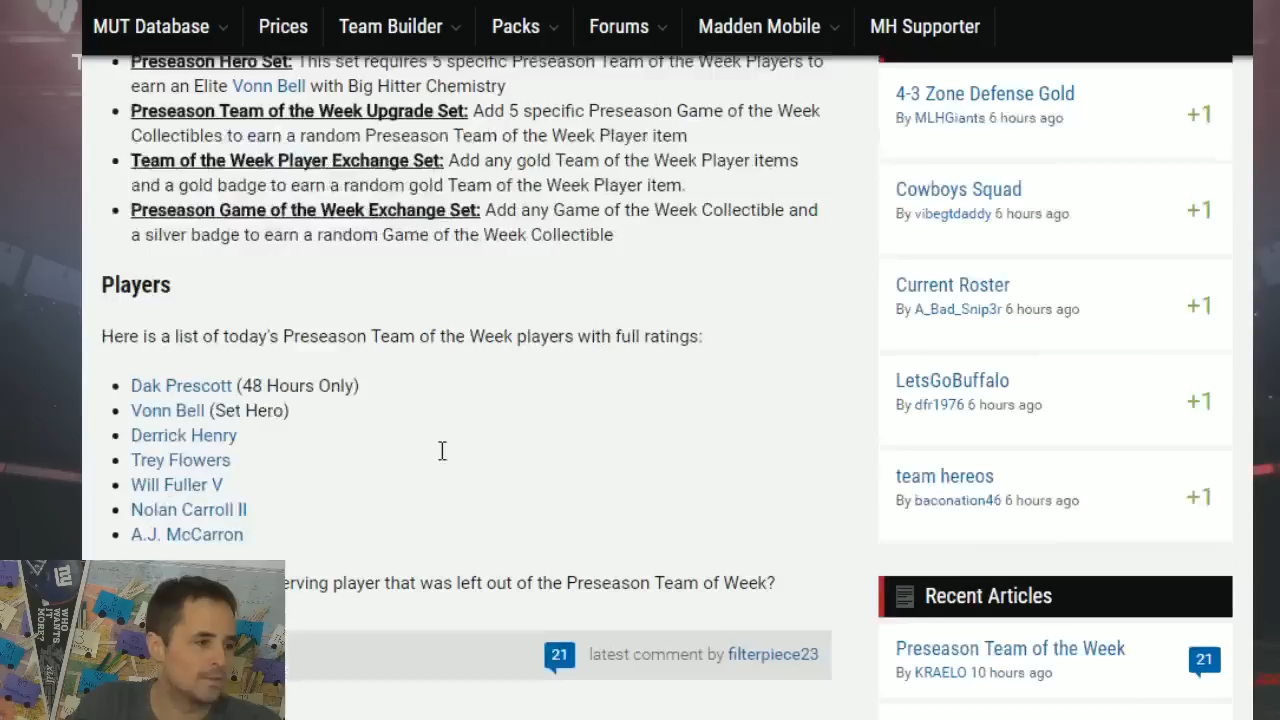 MUT Database Prices Team Builder Packs Forums Madden Mobile MH Supporter
Preseason Hero Set: This set requires 5 specific Preseason Team of the Week Players to
earn an Elite Vonn Bell with Big Hitter Chemistry
Preseason Team of the Week Upgrade Set: Add 5 specific Preseason Game of the Week
Collectibles to earn a random Preseason Team of the Week Player item
Team of the Week Player Exchange Set: Add any gold Team of the Week Player items
and a gold badge to earn a random gold Team of the Week Player item.
Preseason Game of the Week Exchange Set: Add any Game of the Week Collectible and
a silver badge to earn a random Game of the Week Collectible
Players
Here is a list of today's Preseason Team of the Week players with full ratings:
Dak Prescott (48 Hours Only)
Vonn Bell (Set Hero)
Derrick Henry
Trey Flowers
Will Fuller V
Nolan Carroll II
A.J. McCarron
erving player that was left out of the Preseason Team of Week?
21 latest comment by filterpiece23
4-3 Zone Defense Gold
By MLHGiants 6 hours ago
+1
Cowboys Squad
By vibegtdaddy 6 hours ago
+1
Current Roster
By A_Bad_Snip3r 6 hours ago
+1
LetsGoBuffalo
By dfr1976 6 hours ago
+1
team hereos
By baconation46 6 hours ago
+1
Recent Articles
Preseason Team of the Week
By KRAELO 10 hours ago
21
WHO
WANTS
IT
MORE?